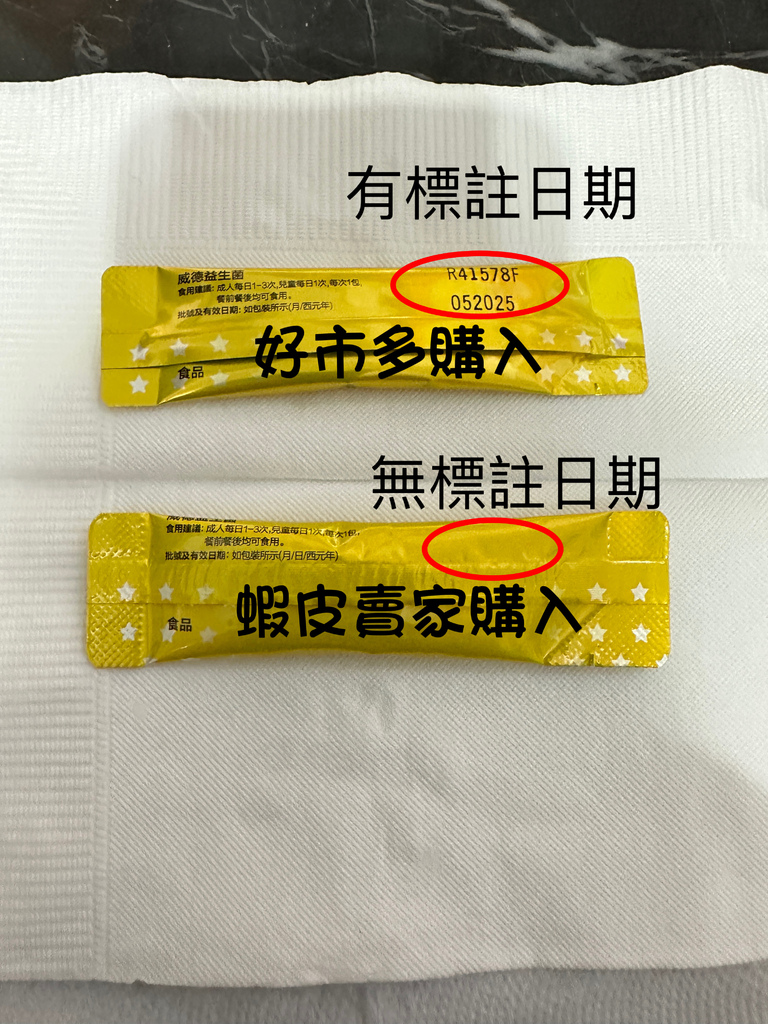 有標註日期
威德益生菌
食用建議: 成人每日1-3次,兒童每日1次,每次1包,
餐前餐後均可食用。
批號及有效日期: 如包裝所示(月/西元年)
R41578F
052025
好市多購入
食品
無標註日期
威德益生菌
食用建議: 成人每日1-3次,兒童每日1次,每次1包,
餐前餐後均可食用。
批號及有效日期: 如包裝所示(月/日/西元年)
蝦皮賣家購入
食品